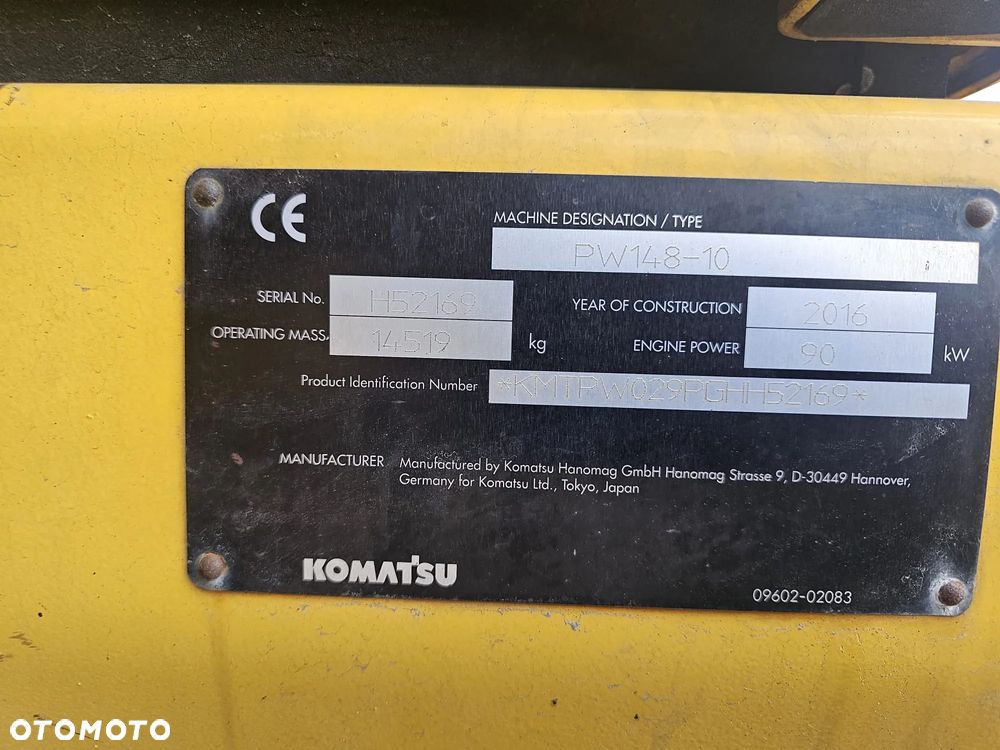 CE
MACHINE DESIGNATION / TYPE
PW148-10
SERIAL No. H52169 YEAR OF CONSTRUCTION 2016
OPERATING MASS 14519 kg ENGINE POWER 90 kW
Product Identification Number *KMTPW029PGHH52169*
MANUFACTURER Manufactured by Komatsu Hanomag GmbH Hanomag Strasse 9, D-30449 Hannover,
Germany for Komatsu Ltd., Tokyo, Japan
KOMATSU
09602-02083
OTOMOTO